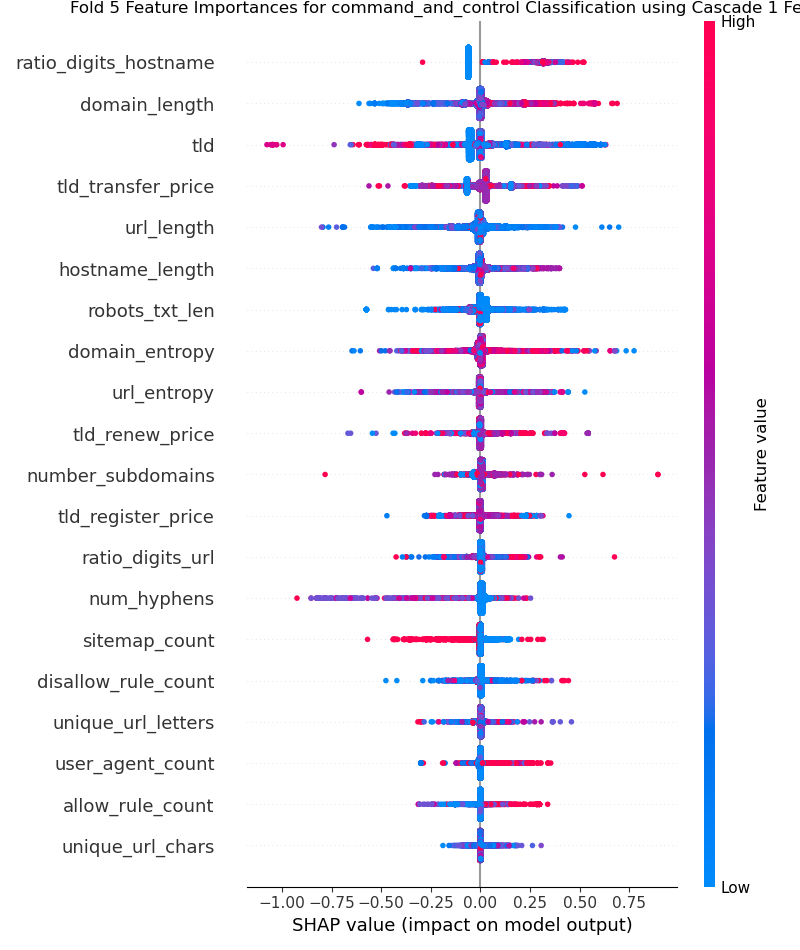 Fold 5 Feature Importances for command_and_control Classification using Cascade 1 Fe
High
ratio_digits_hostname
domain_length
tld
tld_transfer_price
url_length
hostname_length
robots_txt_len
domain_entropy
url_entropy
tld_renew_price
number_subdomains
tld_register_price
ratio_digits_url
num_hyphens
sitemap_count
disallow_rule_count
unique_url_letters
user_agent_count
allow_rule_count
unique_url_chars
Feature value
Low
−1.00 −0.75 −0.50 −0.25 0.00 0.25 0.50 0.75
SHAP value (impact on model output)